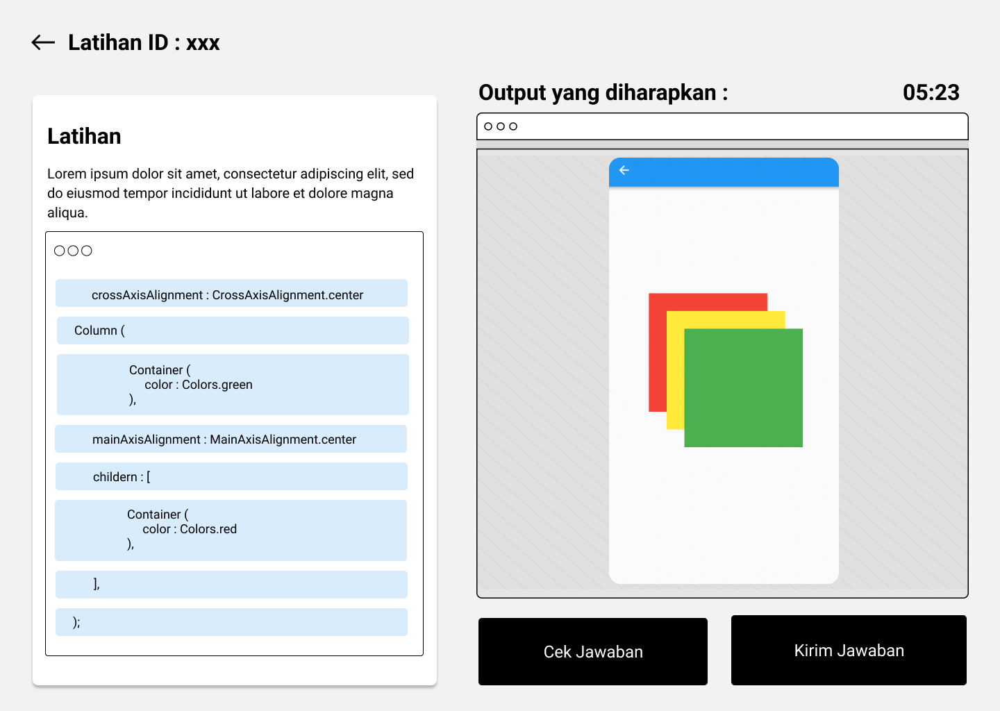 Latihan ID : xxx
Latihan
Lorem ipsum dolor sit amet, consectetur adipiscing elit, sed
do eiusmod tempor incididunt ut labore et dolore magna
aliqua.
crossAxisAlignment : CrossAxisAlignment.center
Column (
Container (
color : Colors.green
),
mainAxisAlignment : MainAxisAlignment.center
childern : [
Container (
color : Colors.red
),
],
);
Output yang diharapkan :
05:23
Cek Jawaban
Kirim Jawaban